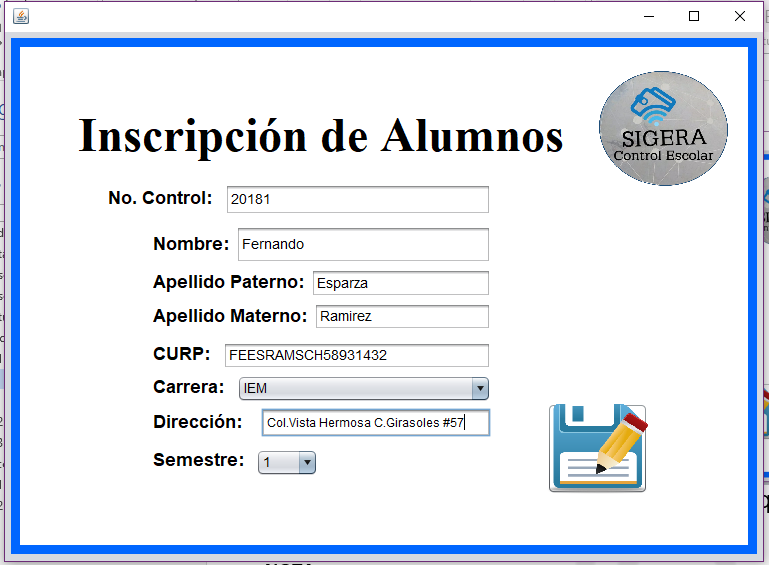 SIGERA
Control Escolar
Inscripción de Alumnos
No. Control: 20181
Nombre: Fernando
Apellido Paterno: Esparza
Apellido Materno: Ramirez
CURP: FEESRAMSCH58931432
Carrera: IEM
Dirección: Col.Vista Hermosa C.Girasoles #57
Semestre: 1